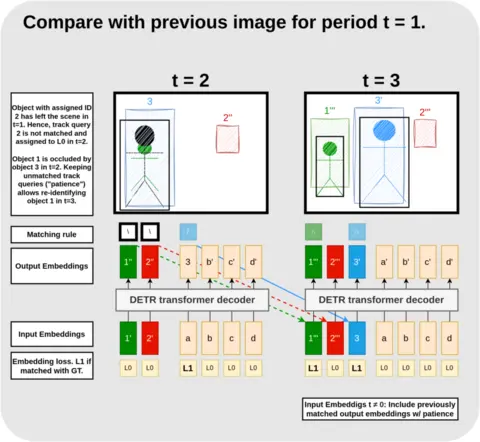 Compare with previous image for period t = 1.
t = 2
t = 3
Object with assigned ID
2 has left the scene in
t=1. Hence, track query
2 is not matched and
assigned to L0 in t=2.
Object 1 is occluded by
object 3 in t=2. Keeping
unmatched track
queries ("patience")
allows re-identifying
object 1 in t=3.
3
2''
1'''
3'
2'''
Matching rule
\ \
Output Embeddings
1'' 2'' 3 b' c' d'
1''' 2''' 3' a' b' c' d'
DETR transformer decoder
DETR transformer decoder
Input Embeddings
1' 2' a b c d
1'' 2'' 3 a b c d
Embedding loss. L1 if
matched with GT.
L0 L0 L1 L0 L0 L0
L1 L0 L1 L0 L0 L0 L0
Input Embeddigs t ≠ 0: Include previously
matched output embeddings w/ patience